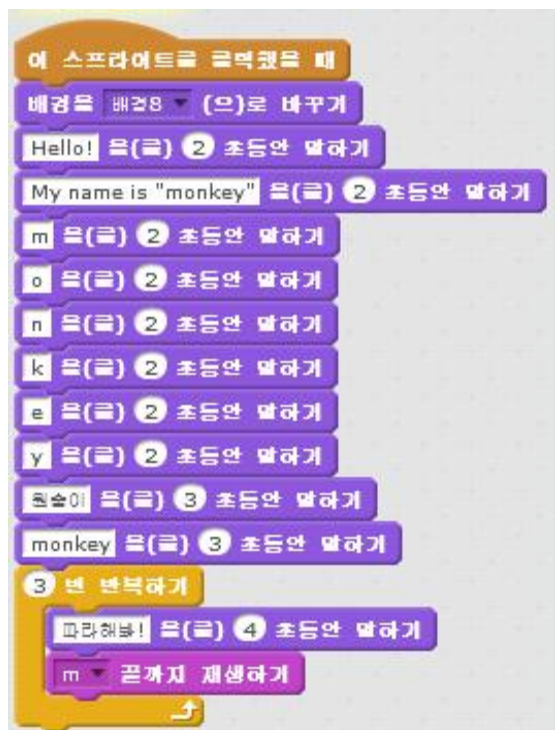 이 스프라이트를 클릭했을 때
배경을 배경8 (으)로 바꾸기
Hello! 을(를) 2 초동안 말하기
My name is "monkey" 을(를) 2 초동안 말하기
m 을(를) 2 초동안 말하기
o 을(를) 2 초동안 말하기
n 을(를) 2 초동안 말하기
k 을(를) 2 초동안 말하기
e 을(를) 2 초동안 말하기
y 을(를) 2 초동안 말하기
원숭이 을(를) 3 초동안 말하기
monkey 을(를) 3 초동안 말하기
3 번 반복하기
따라해봐! 을(를) 4 초동안 말하기
m 끝까지 재생하기